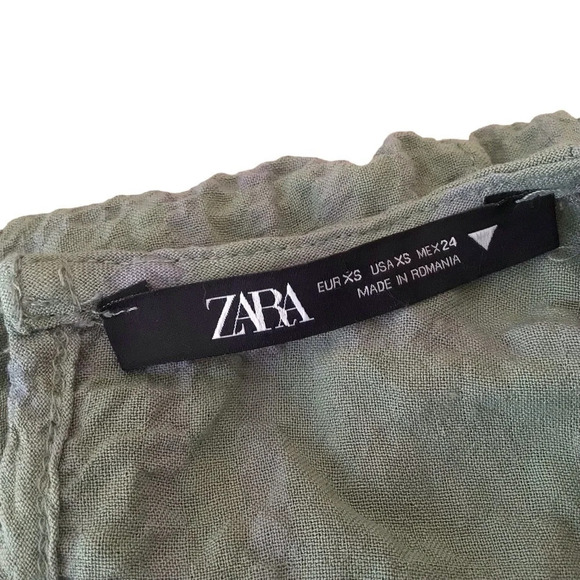 ZARA
EUR XS USA XS MEX 24
MADE IN ROMANIA